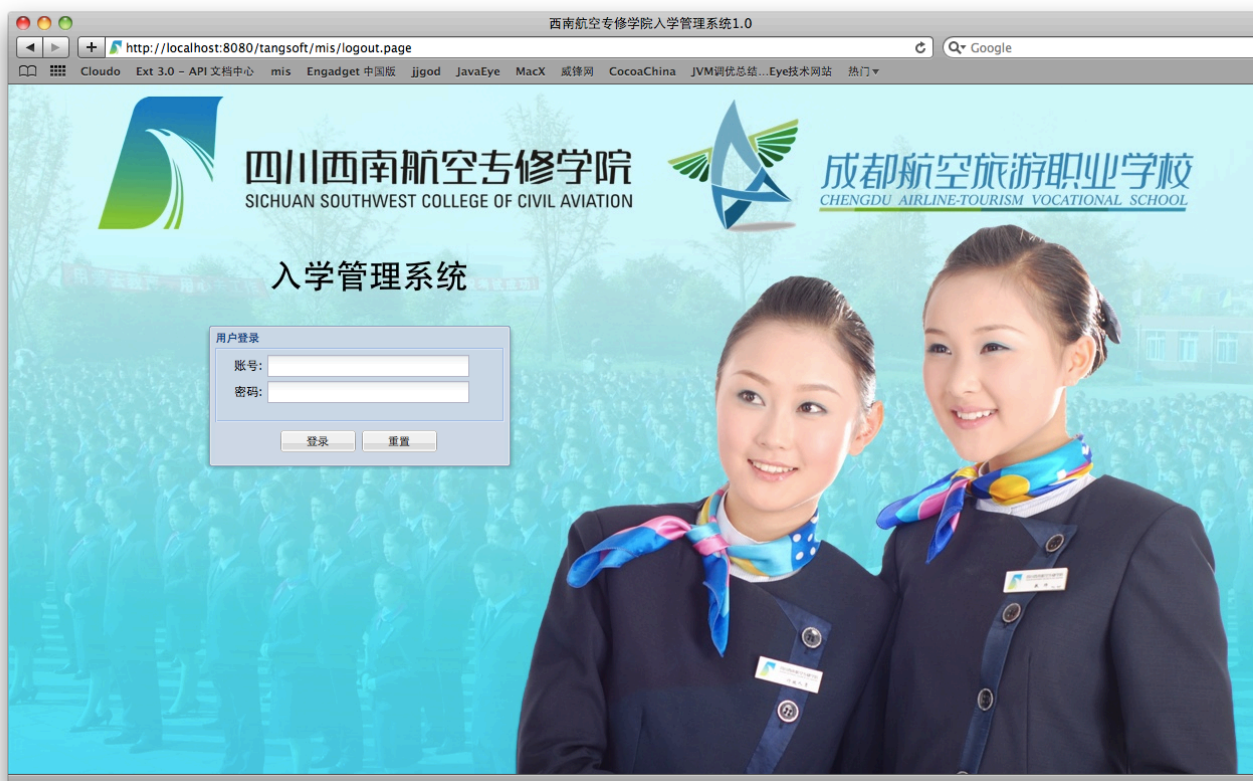 西南航空专修学院入学管理系统1.0
http://localhost:8080/tangsoft/mis/logout.page
Google
Cloudo Ext 3.0 - API 文档中心 mis Engadget 中国版 jjgod JavaEye MacX 威锋网 CocoaChina JVM调优总结...Eye技术网站 热门
四川西南航空专修学院
SICHUAN SOUTHWEST COLLEGE OF CIVIL AVIATION
成都航空旅游职业学校
CHENGDU AIRLINE-TOURISM VOCATIONAL SCHOOL
入学管理系统
用户登录
账号:
密码:
登录 重置